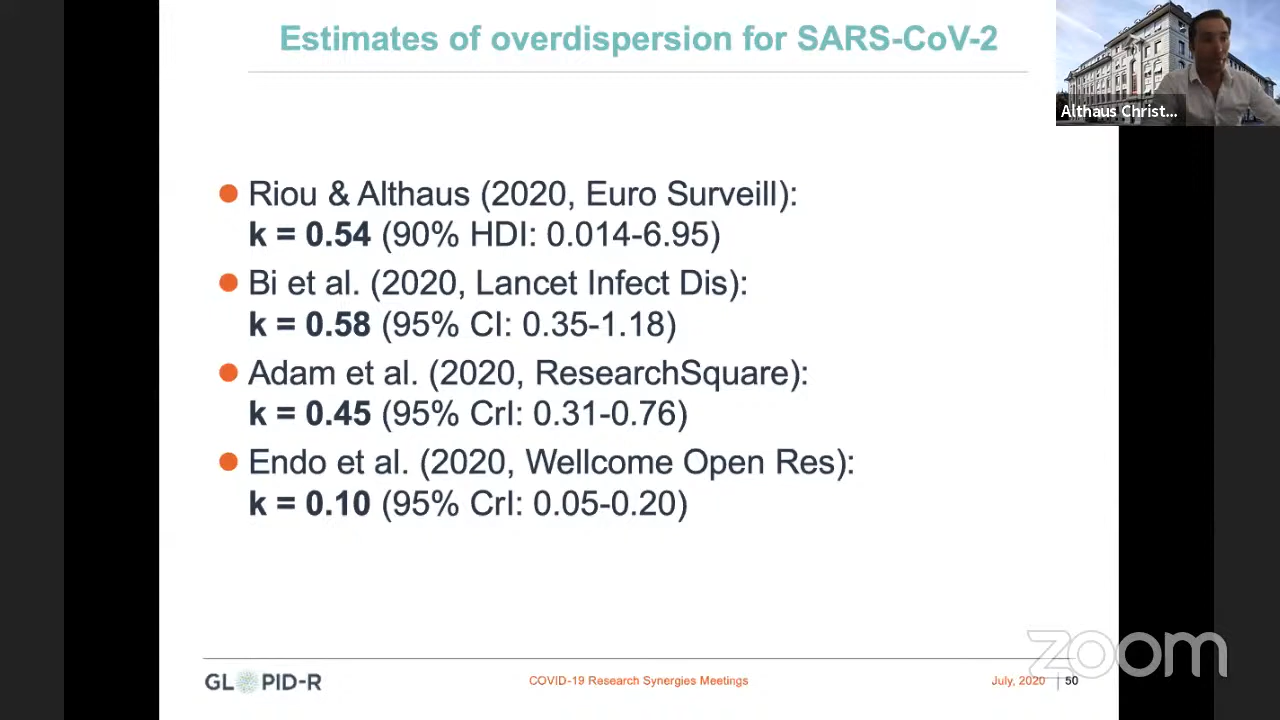 Estimates of overdispersion for SARS-CoV-2
Althaus Christ...
Riou & Althaus (2020, Euro Surveill):
k = 0.54 (90% HDI: 0.014-6.95)
Bi et al. (2020, Lancet Infect Dis):
k = 0.58 (95% CI: 0.35-1.18)
Adam et al. (2020, ResearchSquare):
k = 0.45 (95% CrI: 0.31-0.76)
Endo et al. (2020, Wellcome Open Res):
k = 0.10 (95% CrI: 0.05-0.20)
zoom
GLOPID-R
COVID-19 Research Synergies Meetings
July, 2020
50